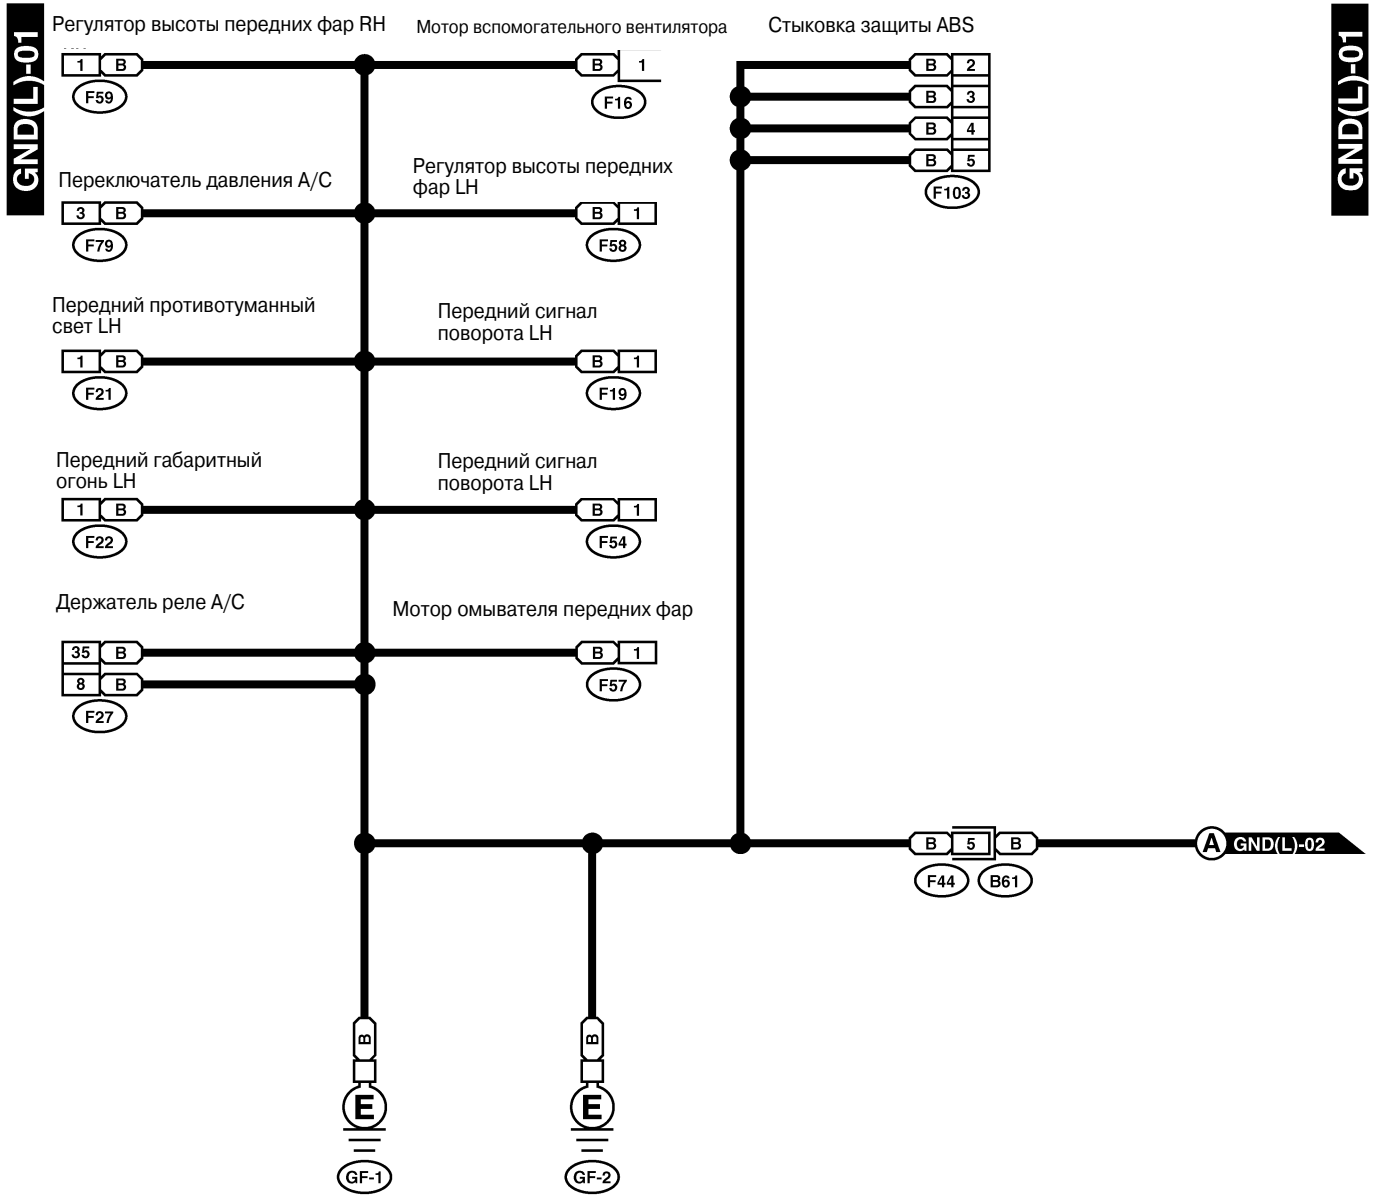 GND(L)-01
GND(L)-01
Регулятор высоты передних фар RH
1 B
F59
Мотор вспомогательного вентилятора
B 1
F16
Стыковка защиты ABS
B 2
B 3
B 4
B 5
F103
Переключатель давления A/C
3 B
F79
Регулятор высоты передних
фар LH
B 1
F58
Передний противотуманный
свет LH
1 B
F21
Передний сигнал
поворота LH
B 1
F19
Передний габаритный
огонь LH
1 B
F22
Передний сигнал
поворота LH
B 1
F54
Держатель реле A/C
35 B
8 B
F27
Мотор омывателя передних фар
B 1
F57
B 5 B
F44 B61
A GND(L)-02
B
E
GF-1
B
E
GF-2